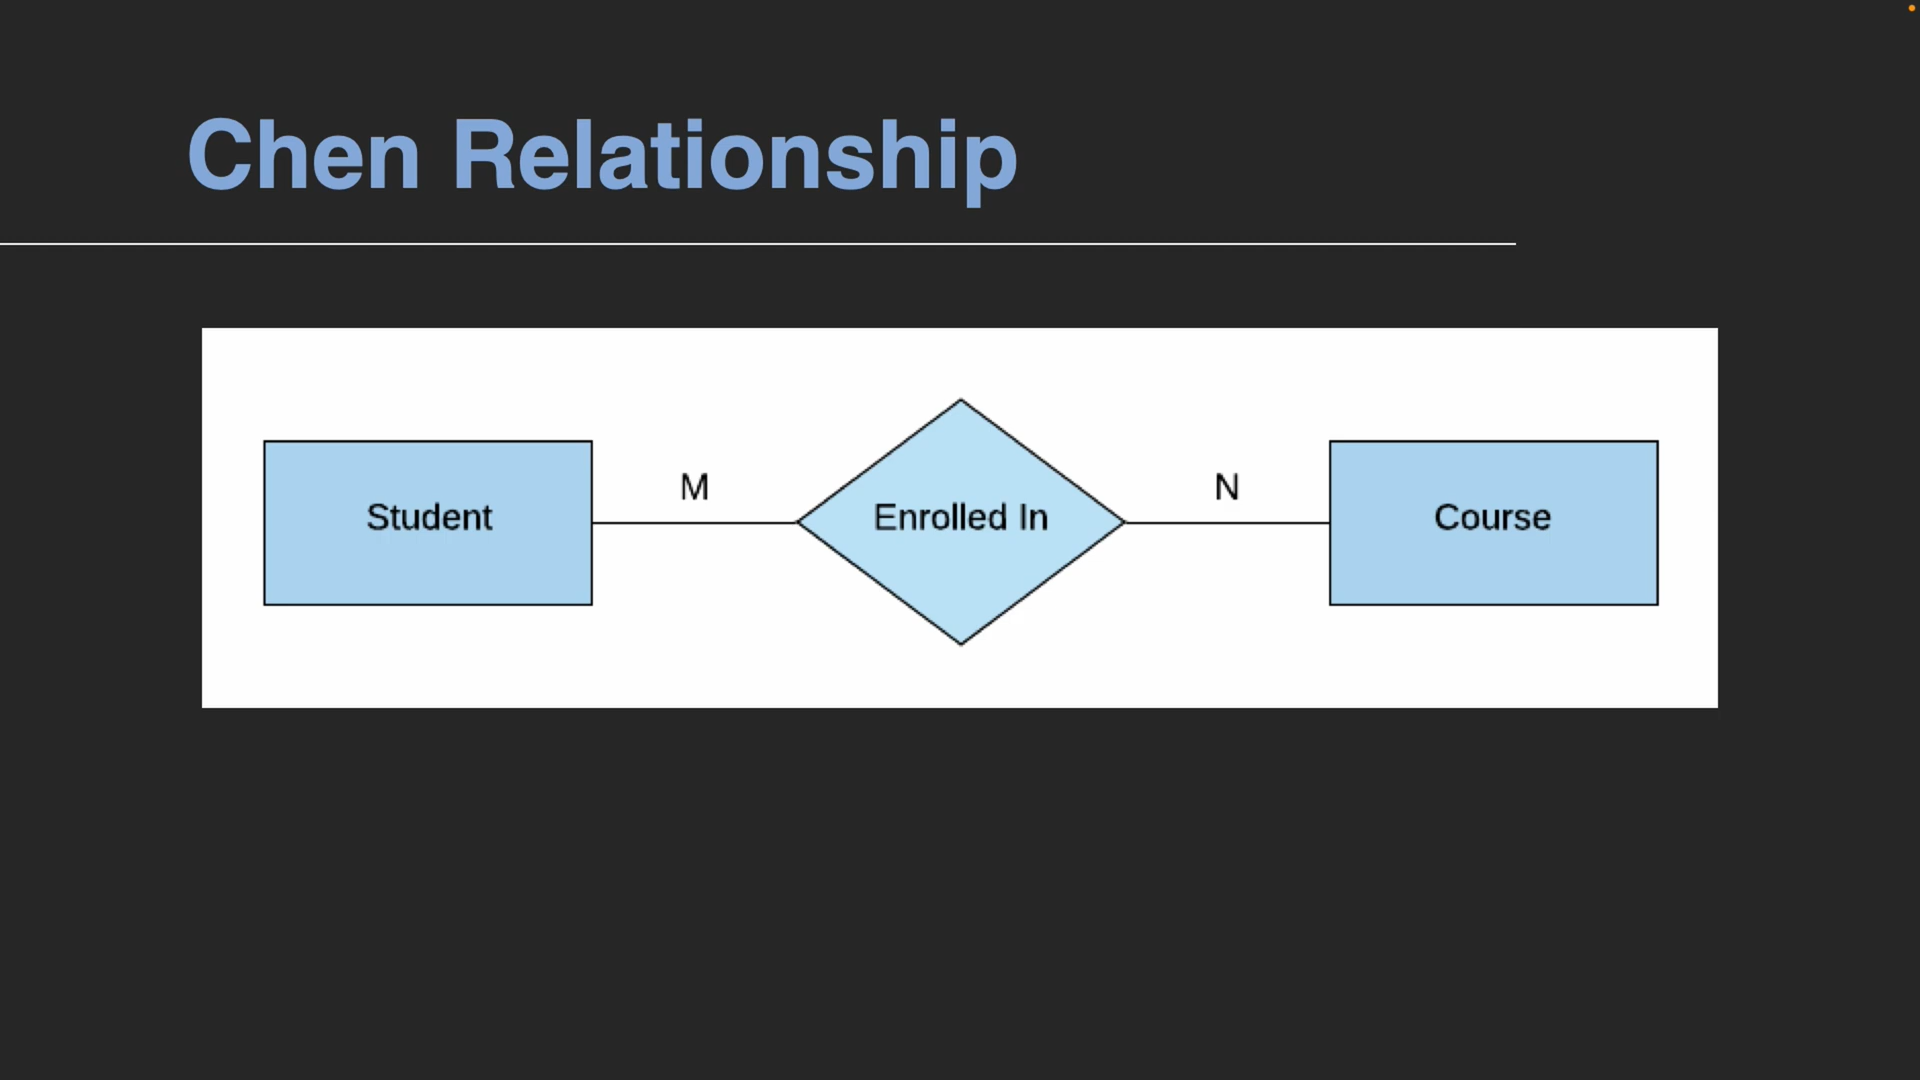 Chen Relationship
M
N
Student
Enrolled In
Course